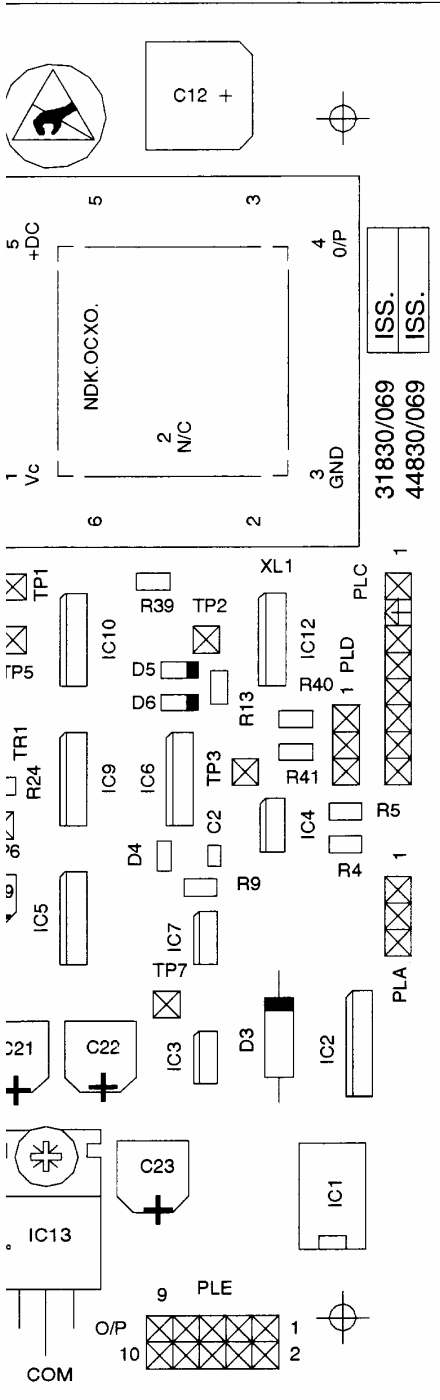 C12 +
5
+DC
5
3
4
0/P
NDK.OCXO.
2
N/C
1
Vc
6
2
3
GND
ISS.
ISS.
31830/069
44830/069
XL1
TP1
R39
TP2
IC10
IC12
PLC
1
D5
D6
R13
R40
PLD
1
TR1
R24
IC9
IC6
TP3
R41
IC4
R5
D4
C2
R4
R9
1
IC5
IC7
PLA
TP7
C22
IC3
D3
IC2
C23
IC1
IC13
9
PLE
O/P
1
10
2
COM